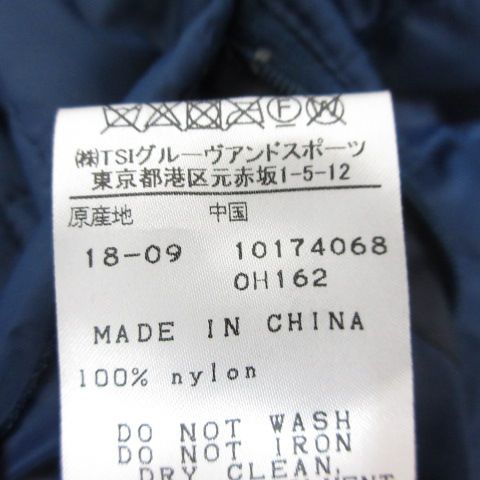 ㈱TSIグルーヴアンドスポーツ
東京都港区元赤坂1-5-12
原産地 中国
18-09 10174068
0H162
MADE IN CHINA
100% nylon
DO NOT WASH
DO NOT IRON
DRY CLEAN,